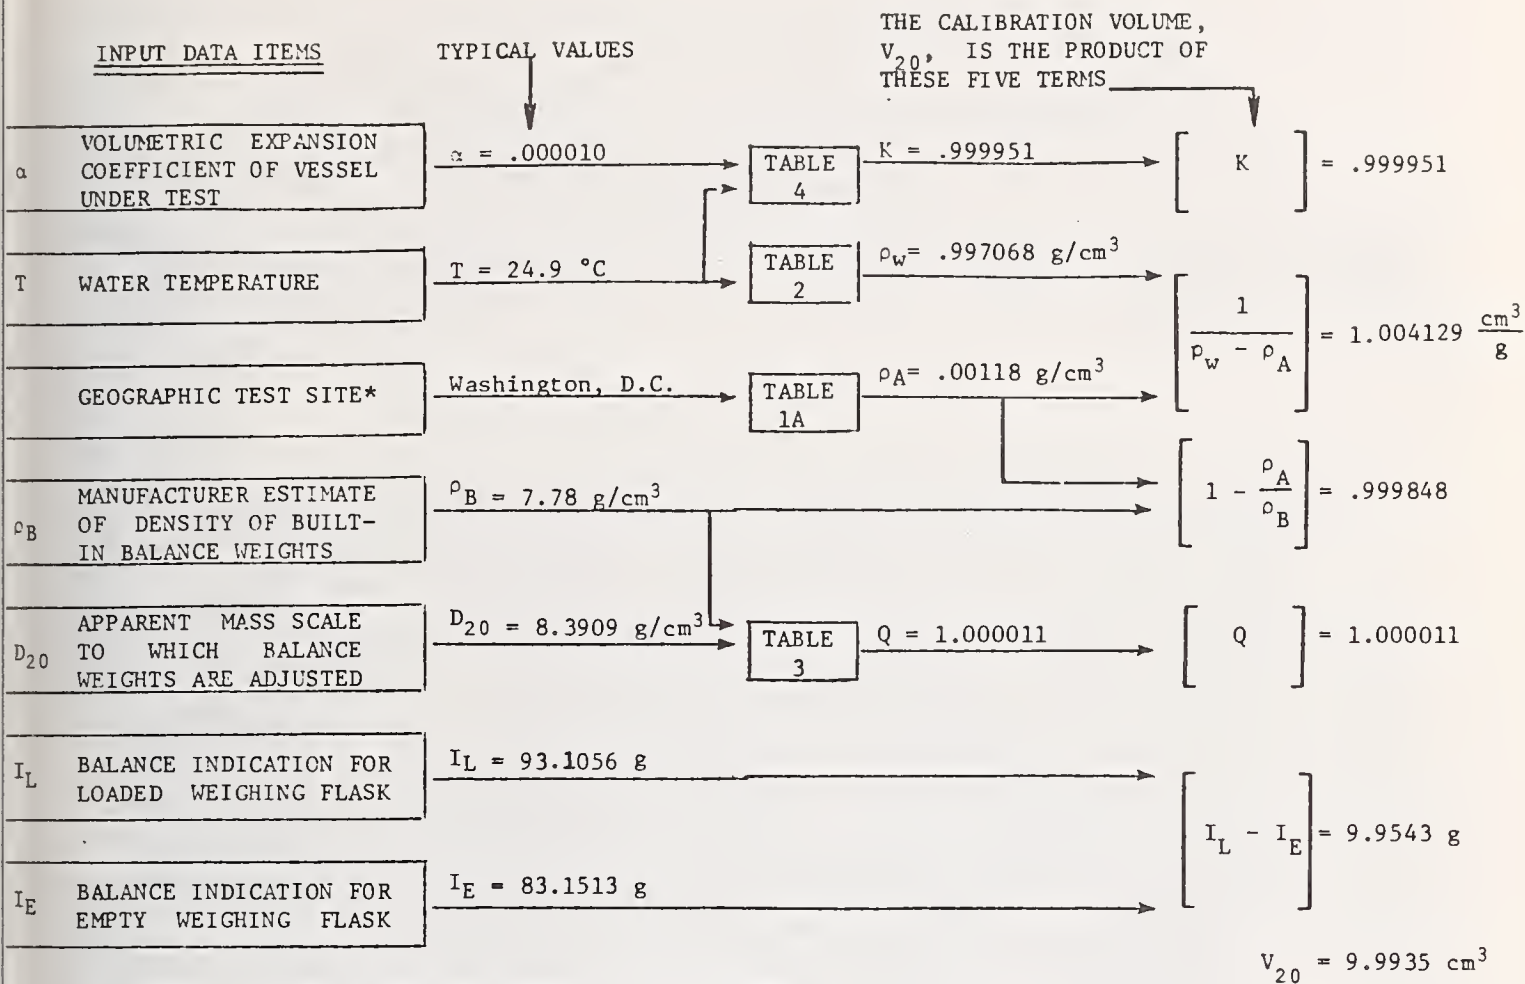 THE CALIBRATION VOLUME,
V20, IS THE PRODUCT OF
THESE FIVE TERMS
INPUT DATA ITEMS
TYPICAL VALUES
α VOLUMETRIC EXPANSION
COEFFICIENT OF VESSEL
UNDER TEST
α = .000010
TABLE
4
K = .999951
[ K ] = .999951
T WATER TEMPERATURE
T = 24.9 °C
TABLE
2
ρw= .997068 g/cm³
[ 1 / (ρw - ρA) ] = 1.004129 cm³/g
GEOGRAPHIC TEST SITE*
Washington, D.C.
TABLE
1A
ρA= .00118 g/cm³
ρB MANUFACTURER ESTIMATE
OF DENSITY OF BUILT-
IN BALANCE WEIGHTS
ρB = 7.78 g/cm³
[ 1 - ρA/ρB ] = .999848
D20 APPARENT MASS SCALE
TO WHICH BALANCE
WEIGHTS ARE ADJUSTED
D20 = 8.3909 g/cm³
TABLE
3
Q = 1.000011
[ Q ] = 1.000011
IL BALANCE INDICATION FOR
LOADED WEIGHING FLASK
IL = 93.1056 g
[ IL - IE ] = 9.9543 g
IE BALANCE INDICATION FOR
EMPTY WEIGHING FLASK
IE = 83.1513 g
V20 = 9.9935 cm³